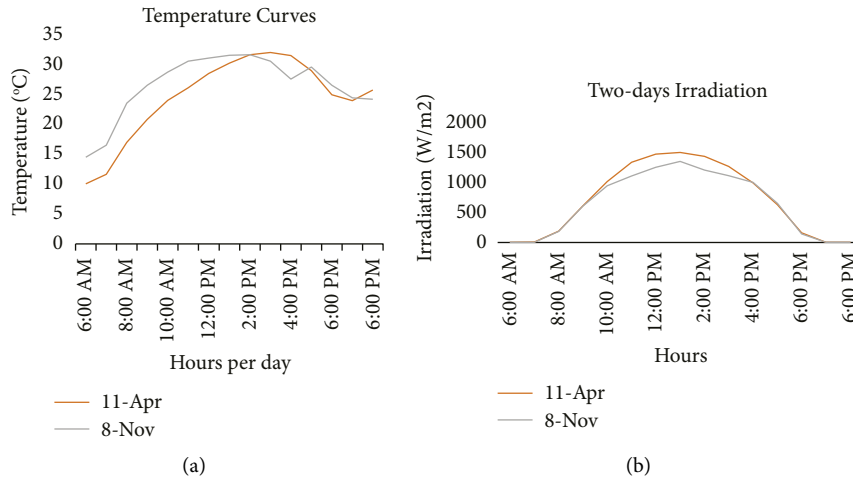 Temperature Curves
Temperature (°C)
35
30
25
20
15
10
5
0
6:00 AM
8:00 AM
10:00 AM
12:00 PM
2:00 PM
4:00 PM
6:00 PM
6:00 PM
Hours per day
11-Apr
8-Nov
(a)
Two-days Irradiation
Irradiation (W/m2)
2000
1500
1000
500
0
6:00 AM
8:00 AM
10:00 AM
12:00 PM
2:00 PM
4:00 PM
6:00 PM
6:00 PM
Hours
11-Apr
8-Nov
(b)